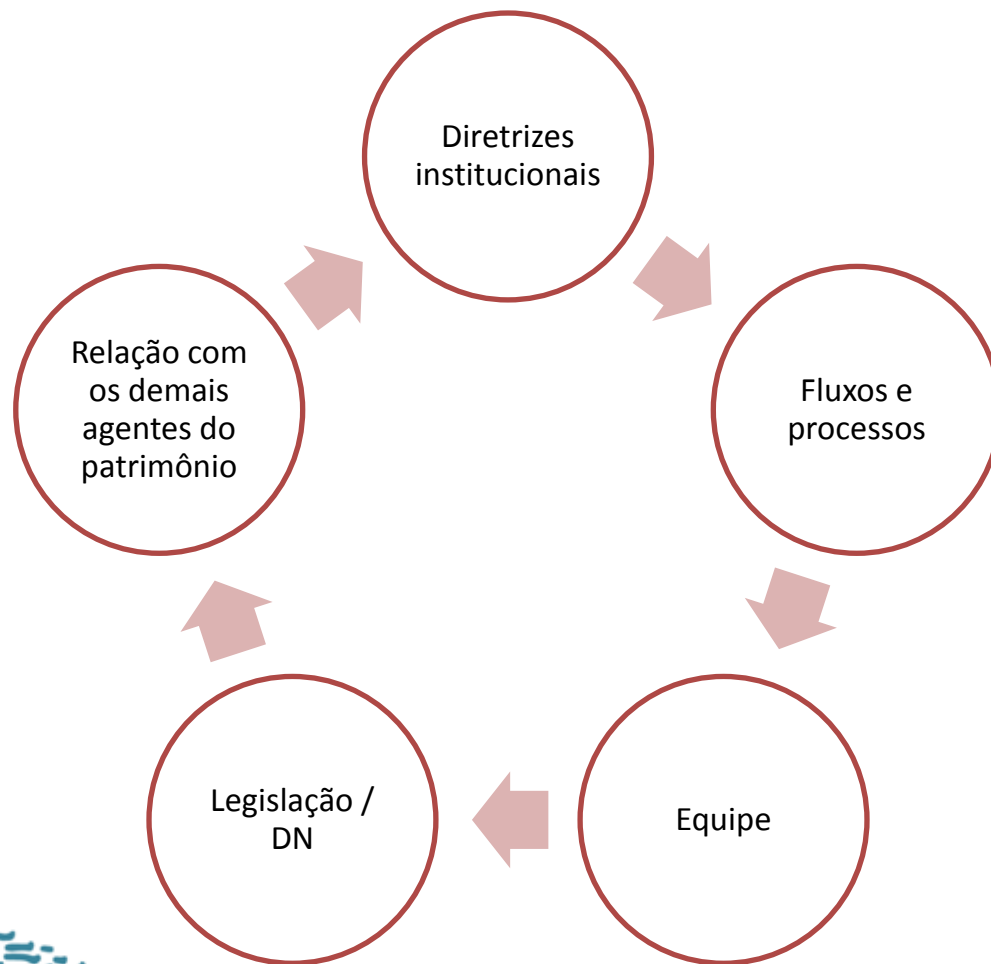 Diretrizes
institucionais
Fluxos e
processos
Equipe
Legislação /
DN
Relação com
os demais
agentes do
patrimônio